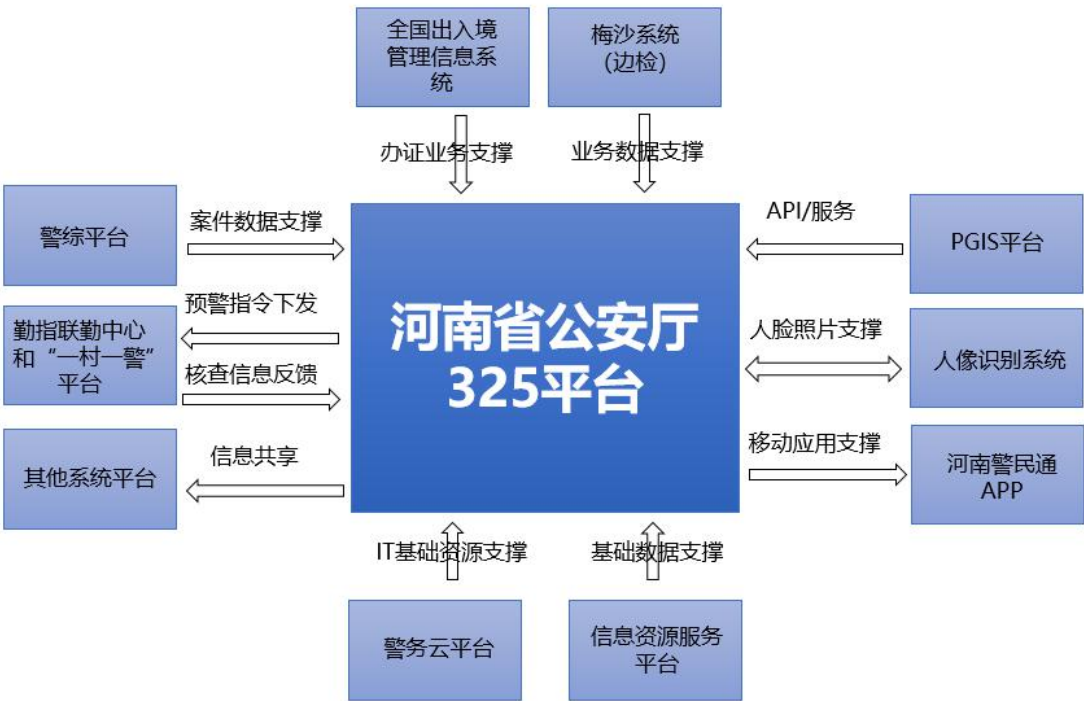 全国出入境
管理信息系
统
梅沙系统
(边检)
办证业务支撑
业务数据支撑
警综平台
案件数据支撑
API/服务
PGIS平台
预警指令下发
勤指联勤中心
和“一村一警”
平台
核查信息反馈
河南省公安厅
325平台
人脸照片支撑
人像识别系统
其他系统平台
信息共享
移动应用支撑
河南警民通
APP
IT基础资源支撑
基础数据支撑
警务云平台
信息资源服务
平台